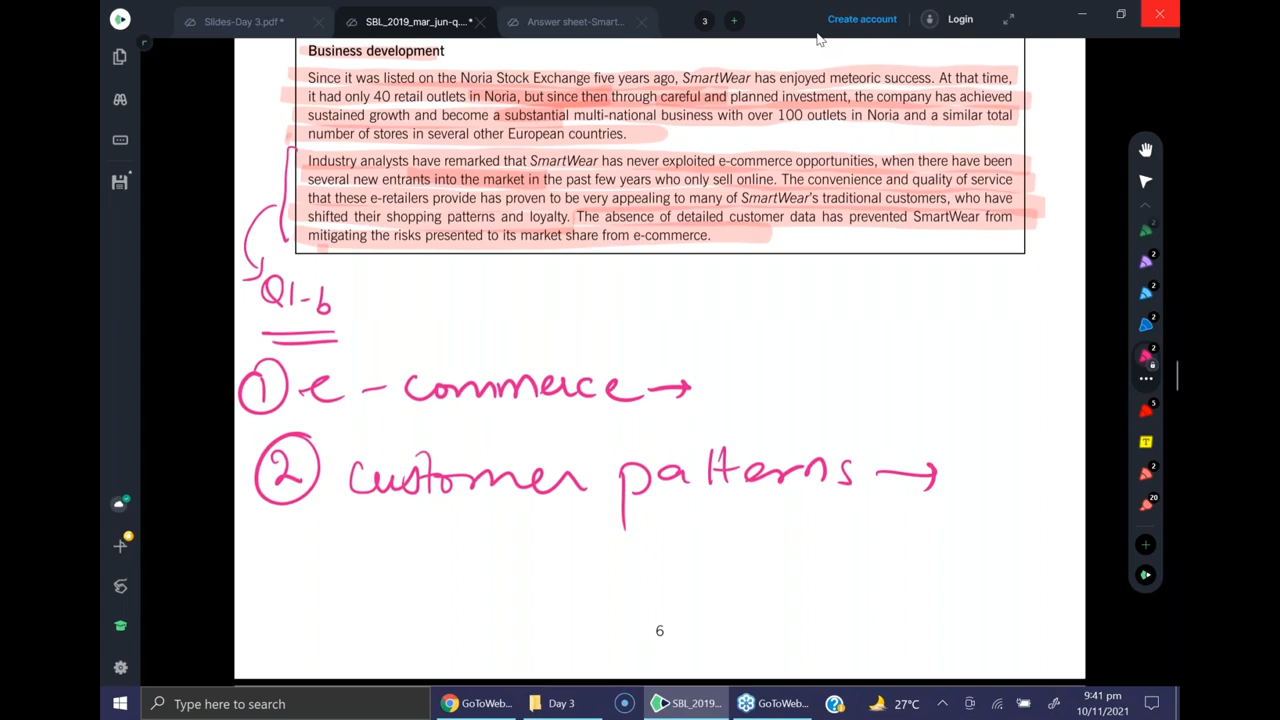 Slides-Day 3.pdf*
SBL_2019_mar_jun-q....*
Answer sheet-Smart...
3
Create account
Login
Business development
Since it was listed on the Noria Stock Exchange five years ago, SmartWear has enjoyed meteoric success. At that time,
it had only 40 retail outlets in Noria, but since then through careful and planned investment, the company has achieved
sustained growth and become a substantial multi-national business with over 100 outlets in Noria and a similar total
number of stores in several other European countries.
Industry analysts have remarked that SmartWear has never exploited e-commerce opportunities, when there have been
several new entrants into the market in the past few years who only sell online. The convenience and quality of service
that these e-retailers provide has proven to be very appealing to many of SmartWear's traditional customers, who have
shifted their shopping patterns and loyalty. The absence of detailed customer data has prevented SmartWear from
mitigating the risks presented to its market share from e-commerce.
Q1-b
① e - commerce →
② customer patterns →
6
2
2
2
2
2
5
T
2
20
Type here to search
GoToWeb...
Day 3
SBL_2019...
GoToWeb...
27°C
9:41 pm
10/11/2021